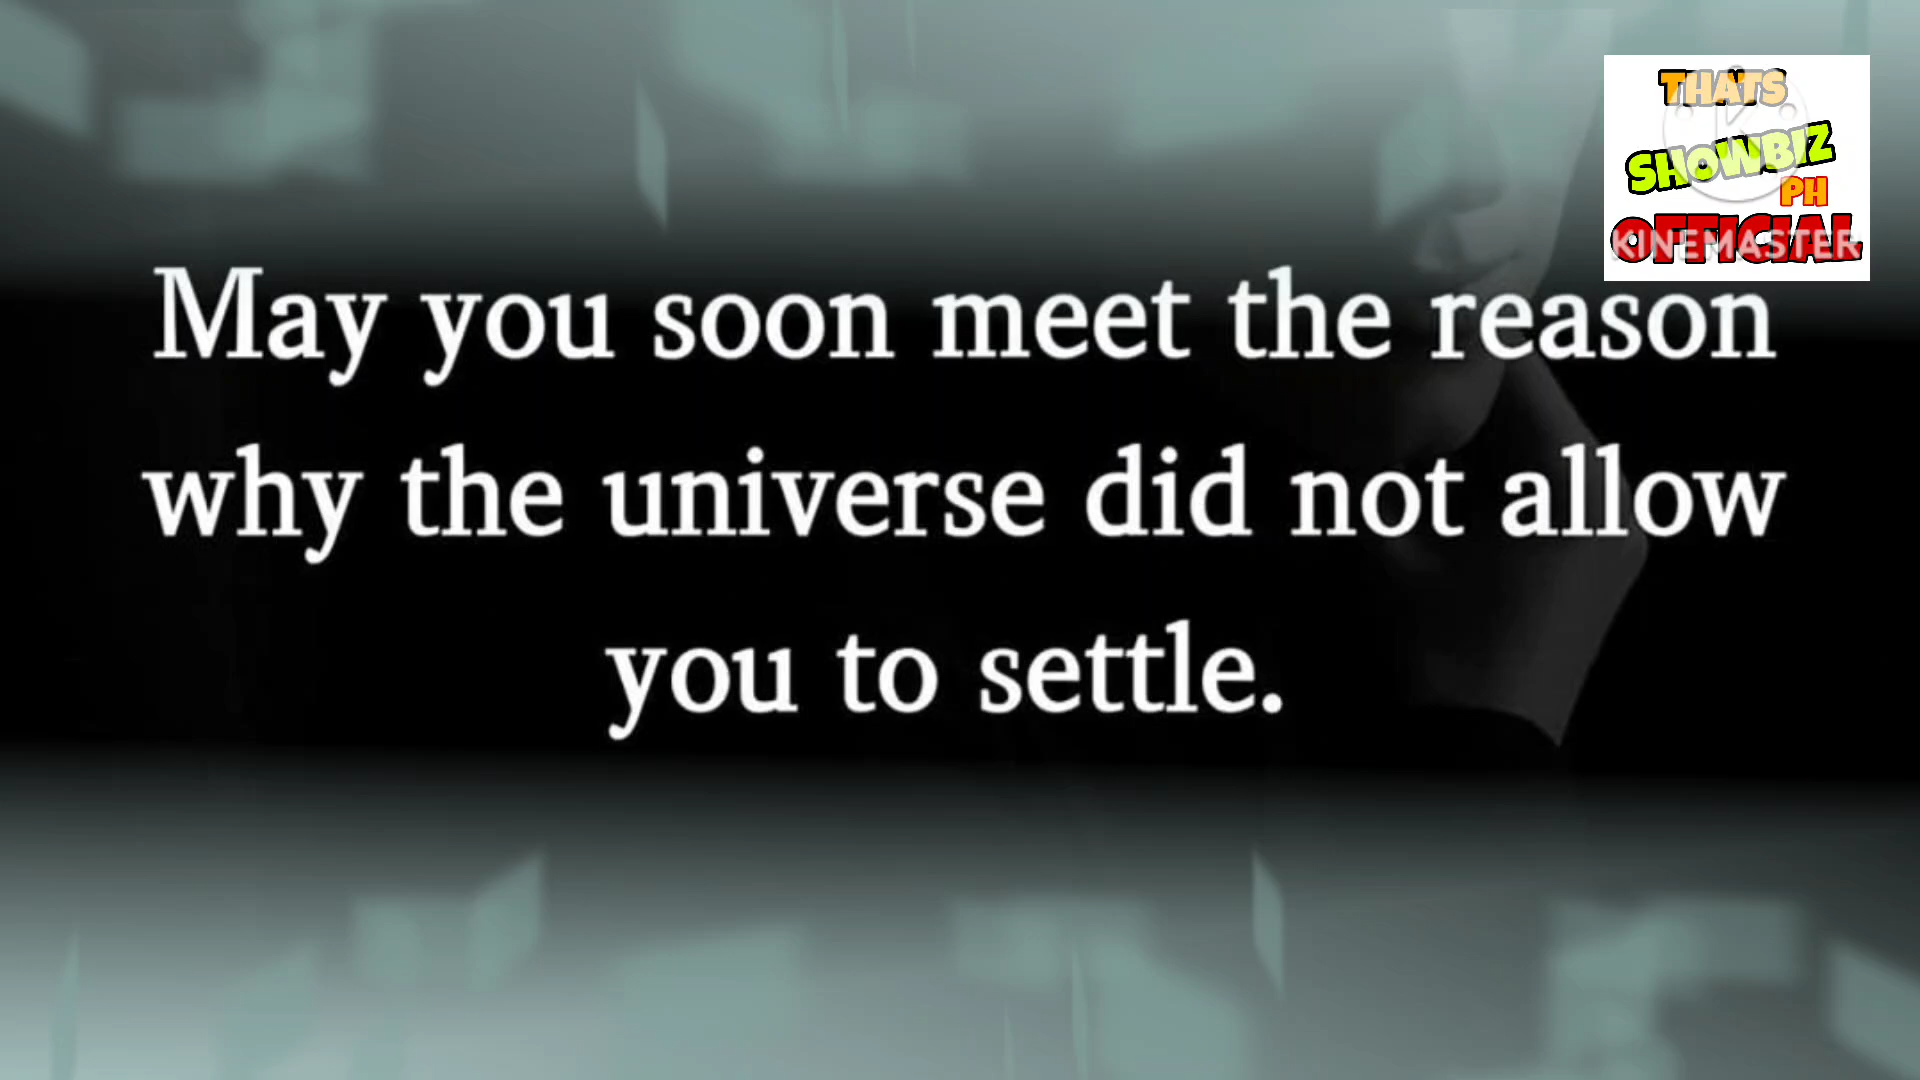 THATS
SHOWBIZ
PH
OFFICIAL
KINEMASTER
May you soon meet the reason
why the universe did not allow
you to settle.